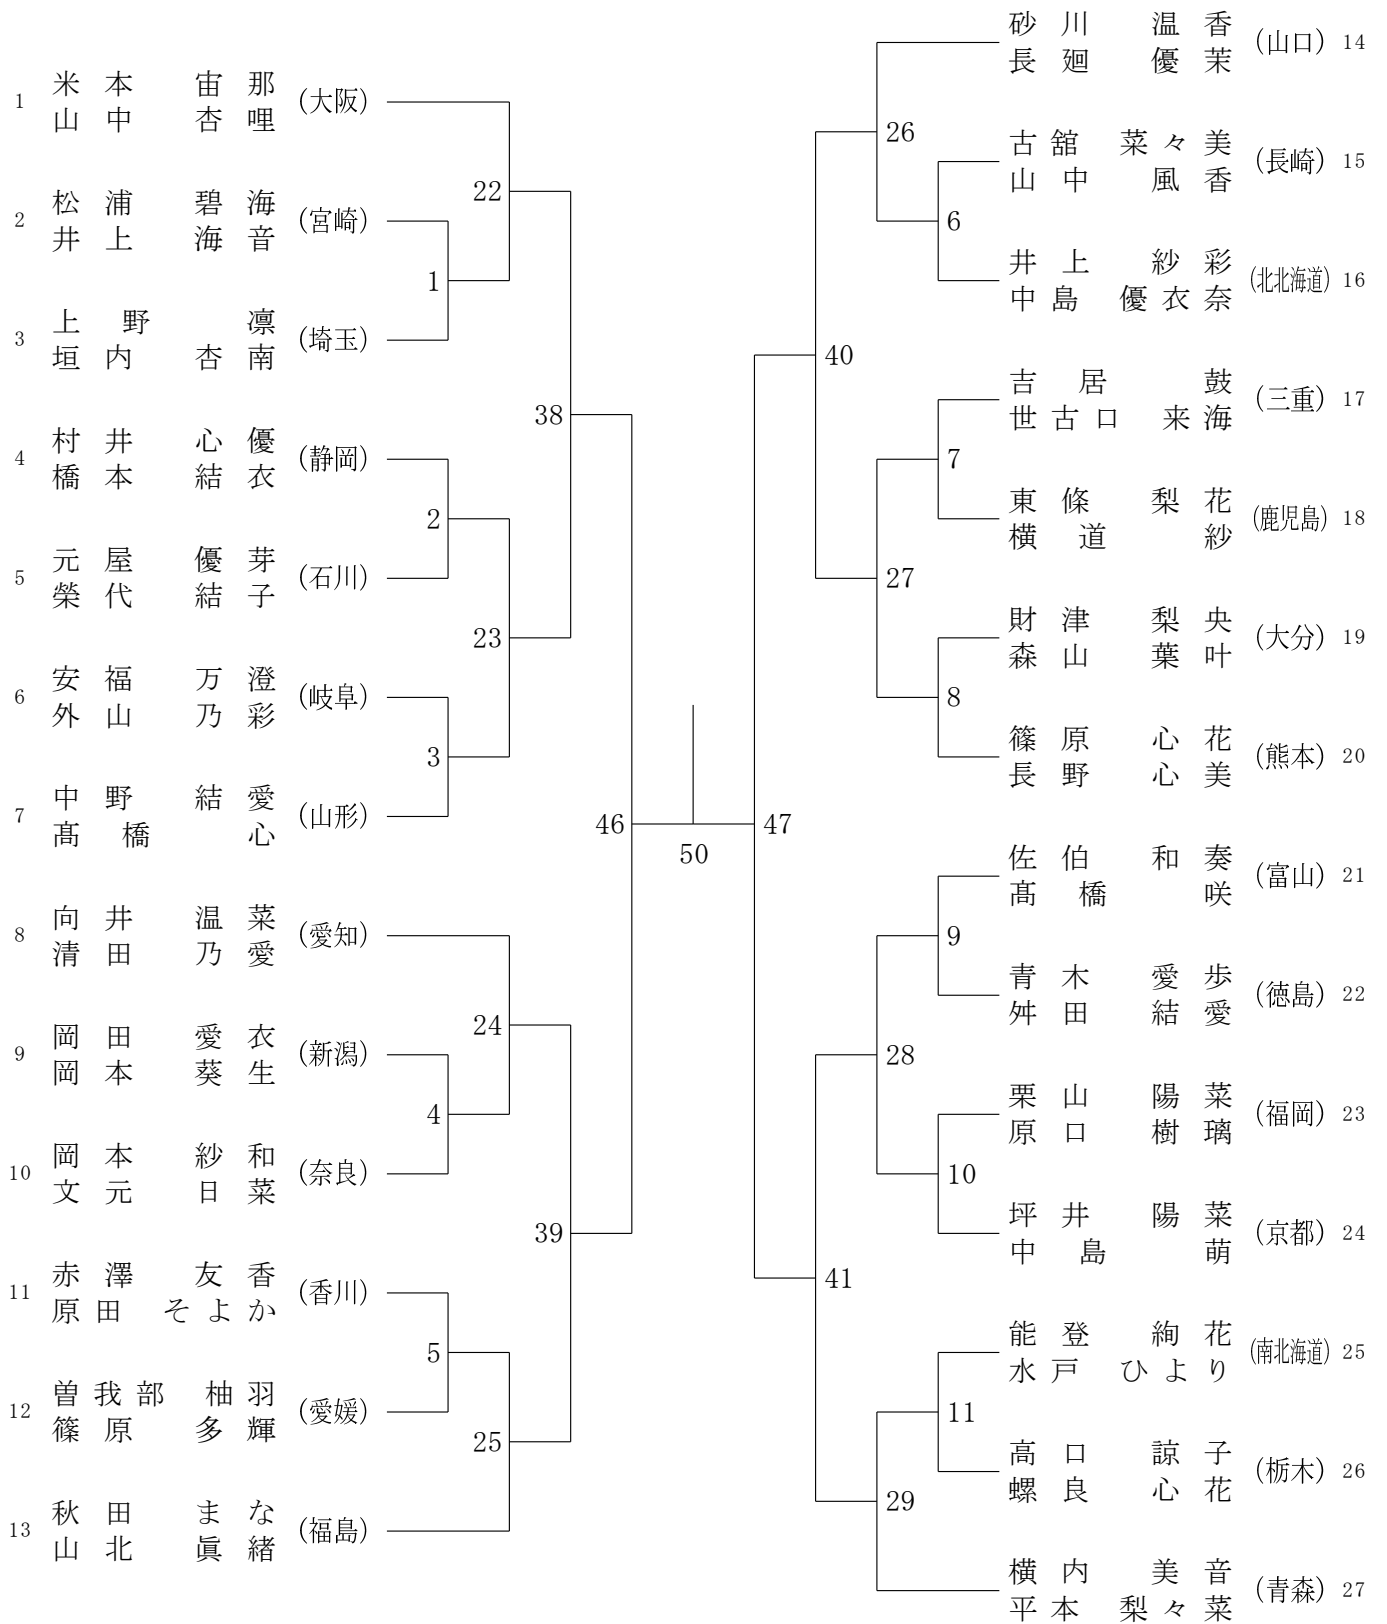 1 米本 宙那 (大阪)
山中 杏哩
2 松浦 碧海 (宮崎)
井上 海音
3 上野 凛 (埼玉)
垣内 杏南
4 村井 心優 (静岡)
橋本 結衣
5 元屋 優芽 (石川)
榮代 結子
6 安福 万澄 (岐阜)
外山 乃彩
7 中野 結愛 (山形)
髙橋 心
8 向井 温菜 (愛知)
清田 乃愛
9 岡田 愛衣 (新潟)
岡本 葵生
10 岡本 紗和 (奈良)
文元 日菜
11 赤澤 友香 (香川)
原田 そよか
12 曽我部 柚羽 (愛媛)
篠原 多輝
13 秋田 まな (福島)
山北 眞緒
22
1
38
2
23
3
46
24
4
39
5
25
50
47
26
6
40
7
27
8
9
28
10
41
11
29
砂川 温香 (山口) 14
長廻 優茉
古舘 菜々美 (長崎) 15
山中 風香
井上 紗彩 (北北海道) 16
中島 優衣奈
吉居 鼓 (三重) 17
世古口 来海
東條 梨花 (鹿児島) 18
横道 紗
財津 梨央 (大分) 19
森山 葉叶
篠原 心花 (熊本) 20
長野 心美
佐伯 和奏 (富山) 21
髙橋 咲
青木 愛歩 (徳島) 22
舛田 結愛
栗山 陽菜 (福岡) 23
原口 樹璃
坪井 陽菜 (京都) 24
中島 萌
能登 絢花 (南北海道) 25
水戸 ひより
高口 諒子 (栃木) 26
螺良 心花
横内 美音 (青森) 27
平本 梨々菜